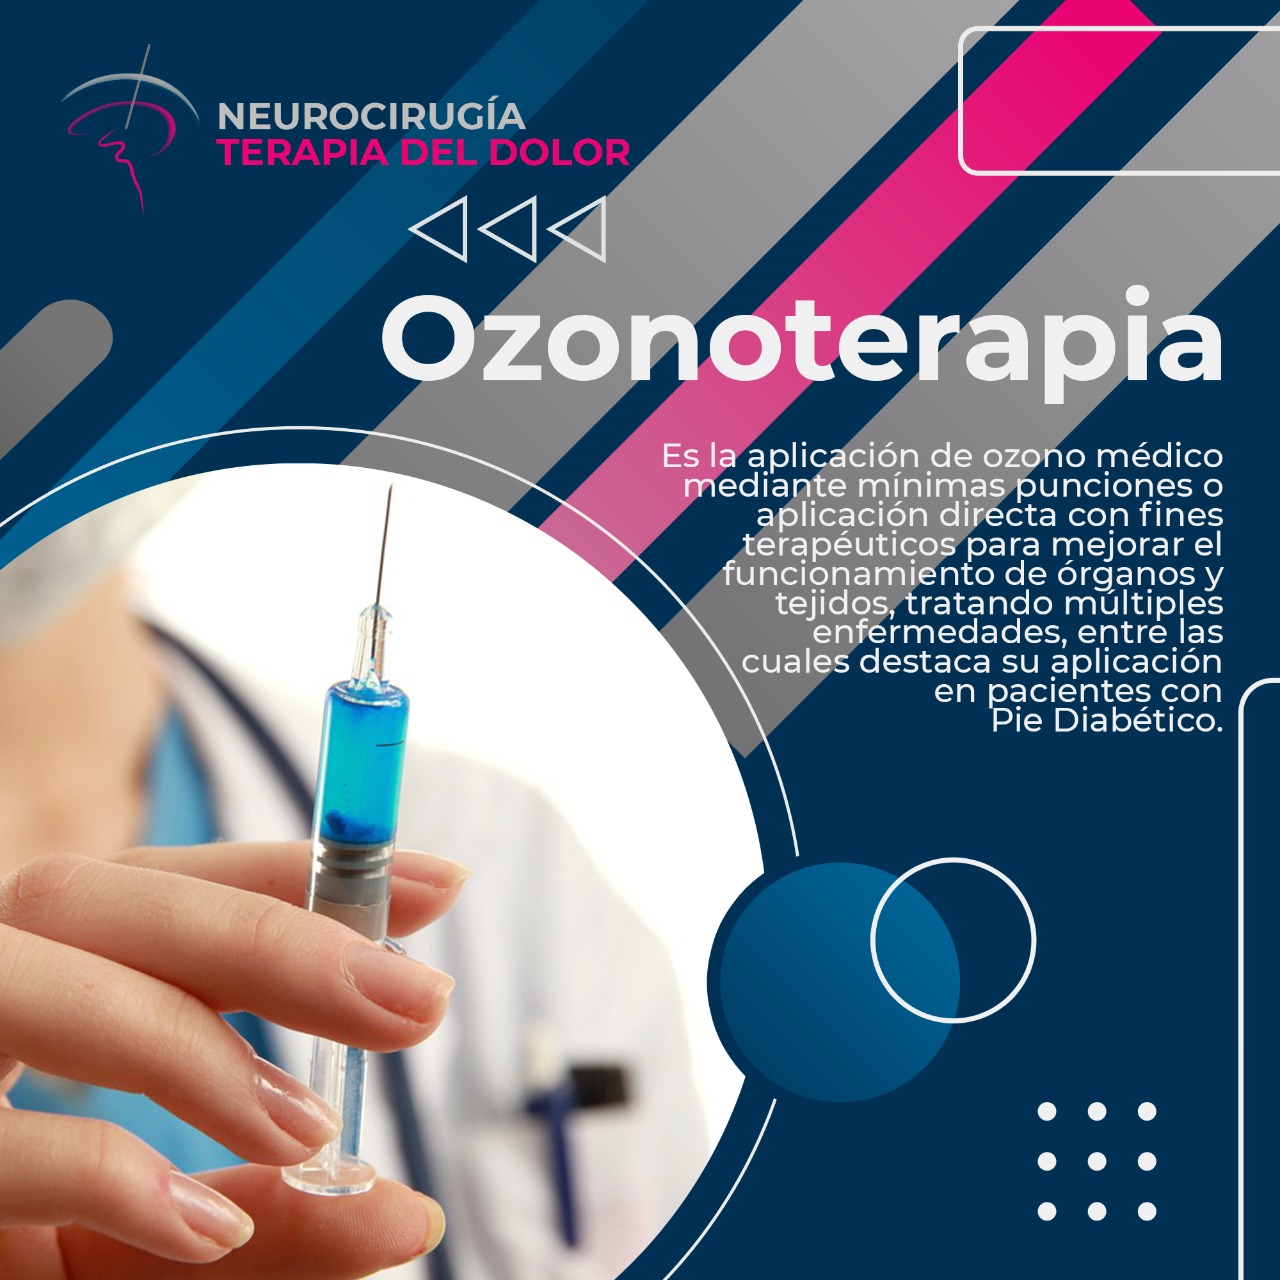 NEUROCIRUGÍA
TERAPIA DEL DOLOR
Ozonoterapia
Es la aplicación de ozono médico
mediante mínimas punciones o
aplicación directa con fines
terapéuticos para mejorar el
funcionamiento de órganos y
tejidos, tratando múltiples
enfermedades, entre las
cuales destaca su aplicación
en pacientes con
Pie Diabético.